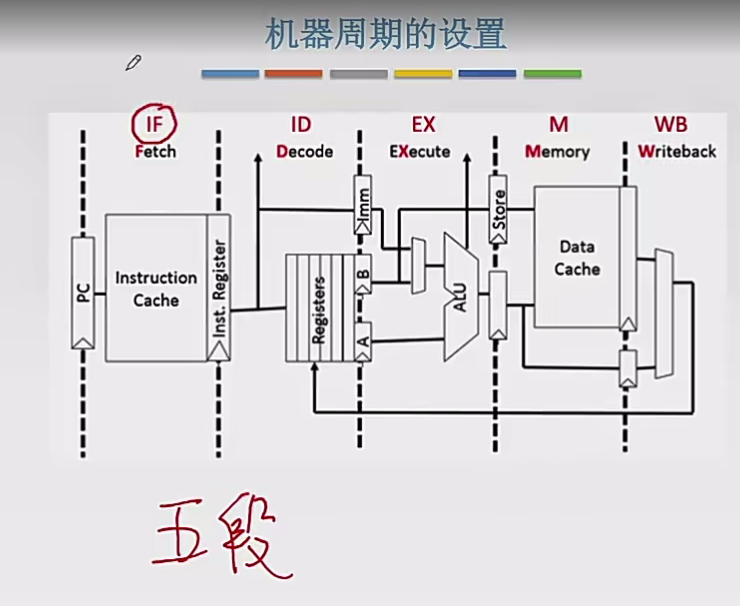 机器周期的设置
IF ID EX M WB
Fetch Decode EXecute Memory Writeback
PC
Instruction
Cache
Inst. Register
Registers
Imm
B
A
ALU
Store
Data
Cache
五段